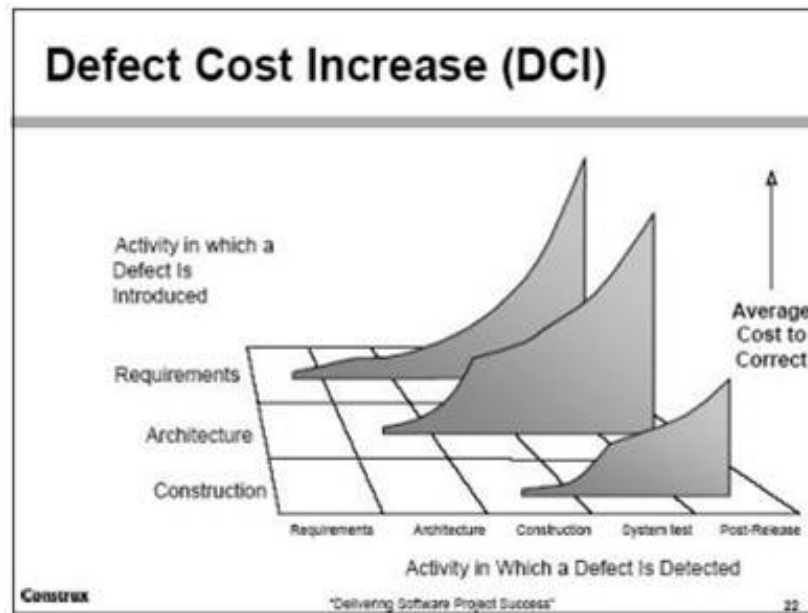 Defect Cost Increase (DCI)
Activity in which a
Defect Is
Introduced
Average
Cost to
Correct
Requirements
Architecture
Construction
Requirements
Architecture
Construction
System test
Post-Release
Activity in Which a Defect Is Detected
Construx
"Delivering Software Project Success"